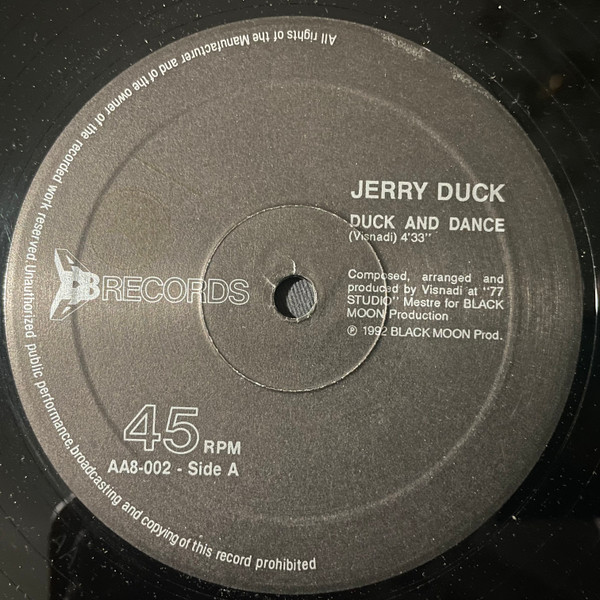 All rights of the Manufacturer and of the owner of the recorded work reserved. Unauthorized public performance, broadcasting and copying of this record prohibited
JERRY DUCK
DUCK AND DANCE
(Visnadi) 4'33"
Composed, arranged and
produced by Visnadi at "77
STUDIO" Mestre for BLACK
MOON Production
℗ 1992 BLACK MOON Prod.
RECORDS
45 RPM
AA8-002 - Side A